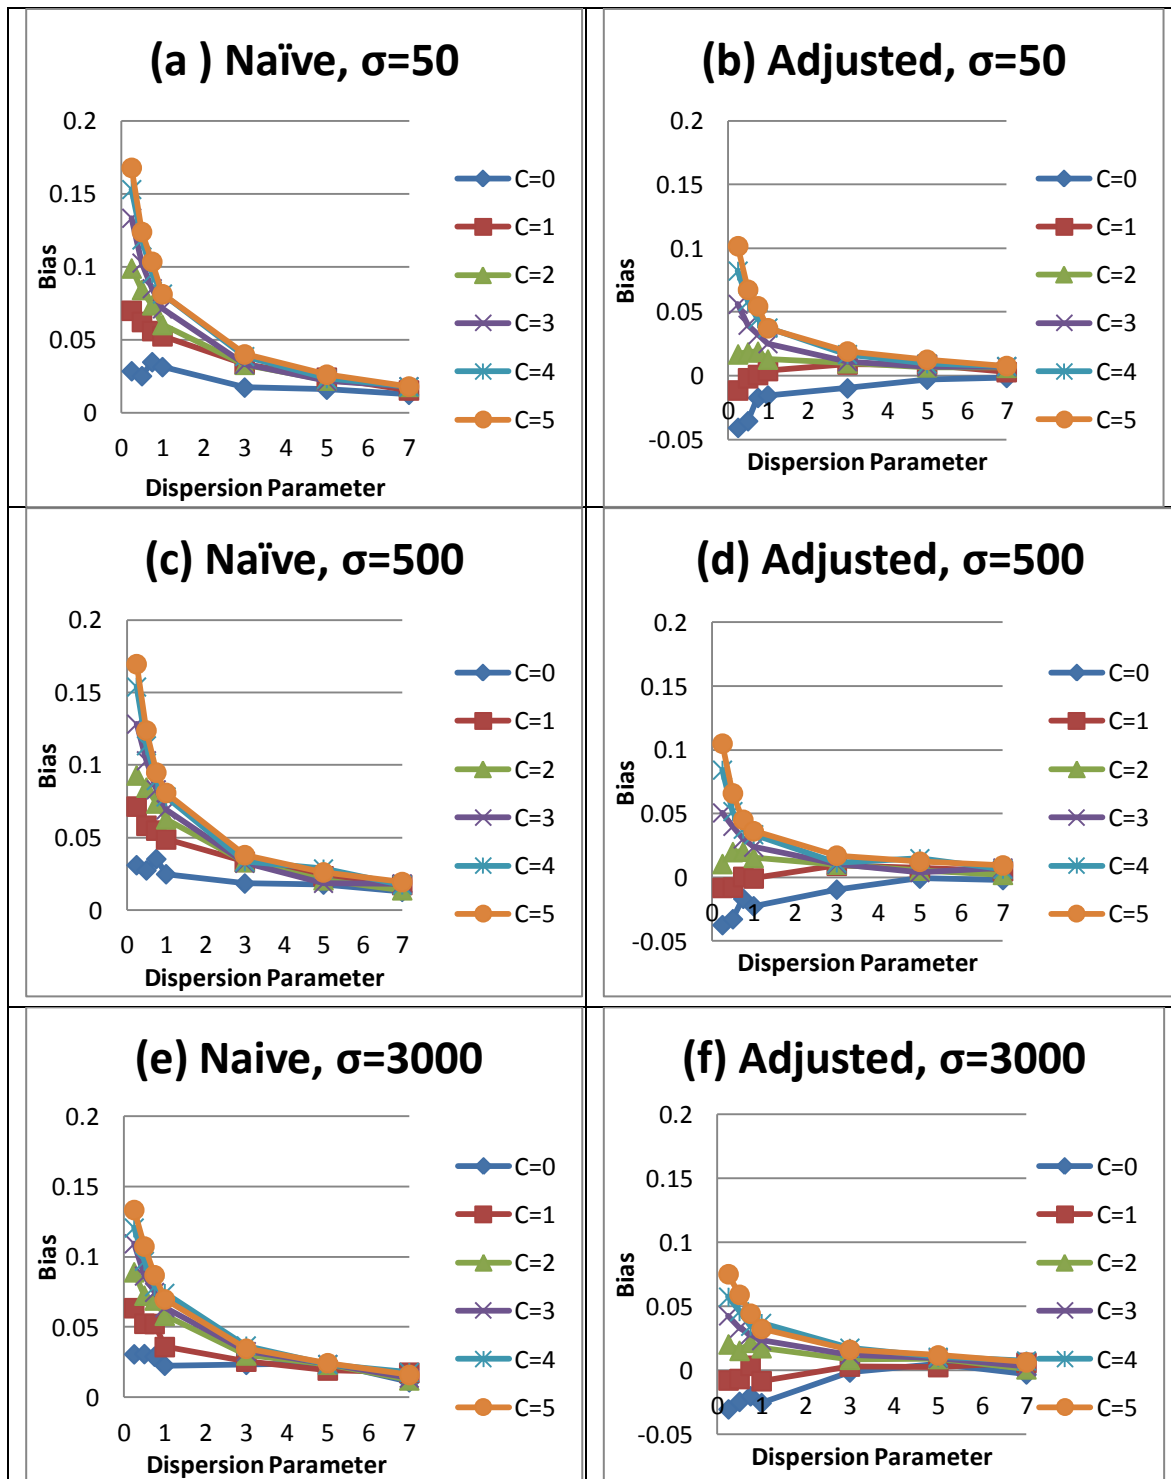 (a ) Naïve, σ=50
0.2
0.15
0.1
0.05
0
Bias
0 1 2 3 4 5 6 7
Dispersion Parameter
C=0
C=1
C=2
C=3
C=4
C=5
(b) Adjusted, σ=50
0.2
0.15
0.1
0.05
0
-0.05
Bias
0 1 2 3 4 5 6 7
Dispersion Parameter
C=0
C=1
C=2
C=3
C=4
C=5
(c) Naïve, σ=500
0.2
0.15
0.1
0.05
0
Bias
0 1 2 3 4 5 6 7
Dispersion Parameter
C=0
C=1
C=2
C=3
C=4
C=5
(d) Adjusted, σ=500
0.2
0.15
0.1
0.05
0
-0.05
Bias
0 1 2 3 4 5 6 7
Dispersion Parameter
C=0
C=1
C=2
C=3
C=4
C=5
(e) Naive, σ=3000
0.2
0.15
0.1
0.05
0
Bias
0 1 2 3 4 5 6 7
Dispersion Parameter
C=0
C=1
C=2
C=3
C=4
C=5
(f) Adjusted, σ=3000
0.2
0.15
0.1
0.05
0
-0.05
Bias
0 1 2 3 4 5 6 7
Dispersion Parameter
C=0
C=1
C=2
C=3
C=4
C=5